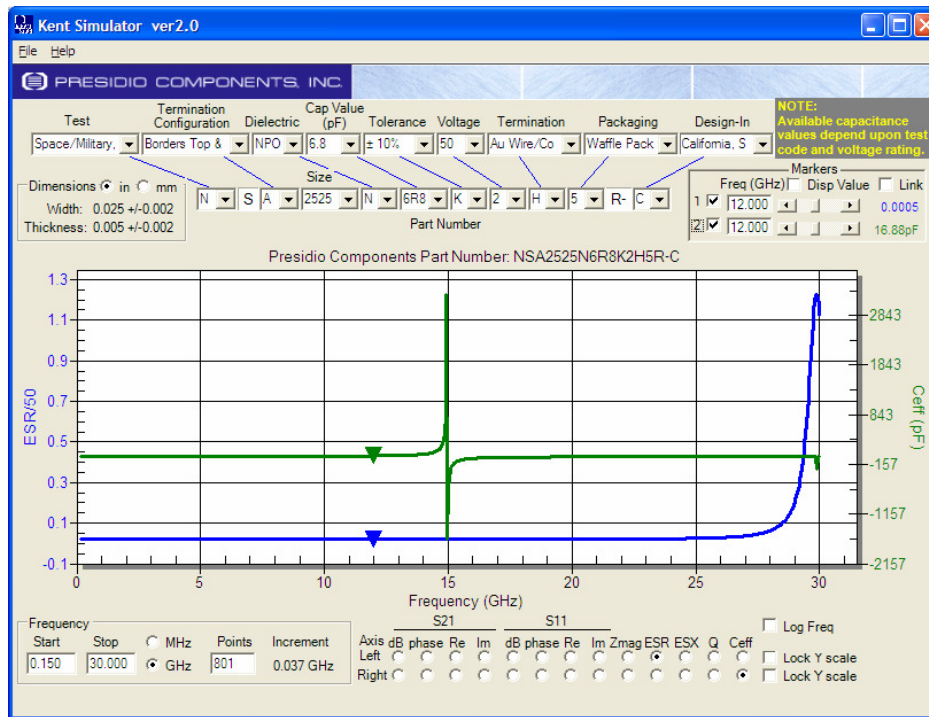 Kent Simulator ver2.0
File Help
PRESIDIO COMPONENTS, INC.
NOTE:
Available capacitance
values depend upon test
code and voltage rating.
Test Termination Configuration Dielectric Cap Value (pF) Tolerance Voltage Termination Packaging Design-In
Space/Military, Borders Top & NPO 6.8 ± 10% 50 Au Wire/Co Waffle Pack California, S
Dimensions in mm
Width: 0.025 +/-0.002
Thickness: 0.005 +/-0.002
Size
N S A 2525 N 6R8 K 2 H 5 R- C
Part Number
Markers
Freq (GHz) Disp Value Link
1 12.000 0.0005
2 12.000 16.88pF
Presidio Components Part Number: NSA2525N6R8K2H5R-C
ESR/50
1.3
1.1
0.9
0.7
0.5
0.3
0.1
-0.1
2843
1843
843
-157
-1157
-2157
Ceff (pF)
0 5 10 15 20 25 30
Frequency (GHz)
Frequency
Start Stop MHz Points Increment
0.150 30.000 GHz 801 0.037 GHz
S21 S11
Axis dB phase Re Im dB phase Re Im Zmag ESR ESX Q Ceff
Left
Right
Log Freq
Lock Y scale
Lock Y scale